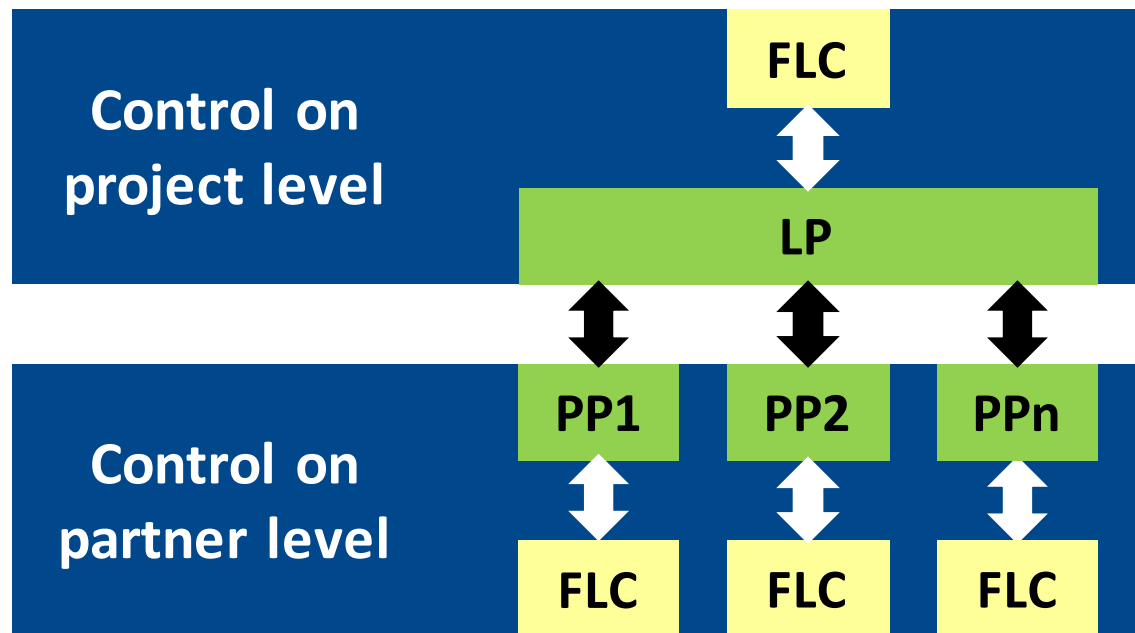 FLC
Control on
project level
LP
PP1
PP2
PPn
Control on
partner level
FLC
FLC
FLC